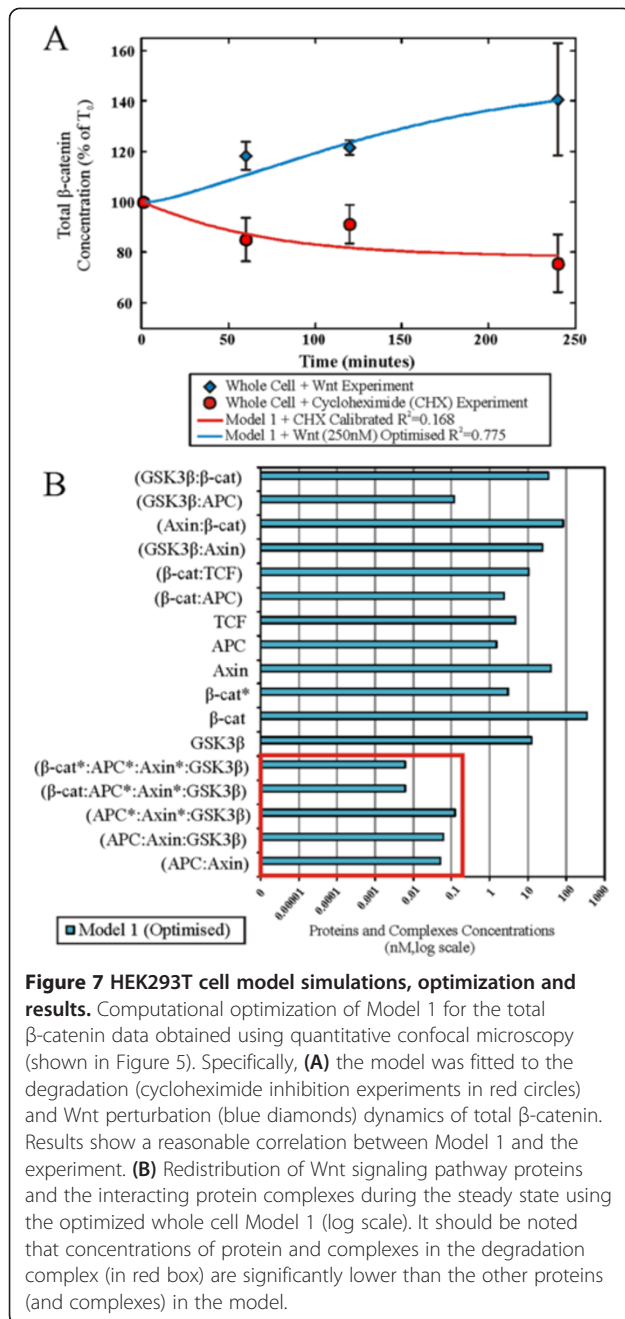 A
160
140
120
100
80
60
Total β-catenin
Concentration (% of T₀)
0
50
100
150
200
250
Time (minutes)
Whole Cell + Wnt Experiment
Whole Cell + Cycloheximide (CHX) Experiment
Model 1 + CHX Calibrated R²=0.168
Model 1 + Wnt (250nM) Optimised R²=0.775
B
(GSK3β:β-cat)
(GSK3β:APC)
(Axin:β-cat)
(GSK3β:Axin)
(β-cat:TCF)
(β-cat:APC)
TCF
APC
Axin
β-cat*
β-cat
GSK3β
(β-cat*:APC*:Axin*:GSK3β)
(β-cat:APC*:Axin*:GSK3β)
(APC*:Axin*:GSK3β)
(APC:Axin:GSK3β)
(APC:Axin)
0
0.00001
0.0001
0.001
0.01
0.1
1
10
100
1000
Model 1 (Optimised)
Proteins and Complexes Concentrations
(nM,log scale)
Figure 7 HEK293T cell model simulations, optimization and
results. Computational optimization of Model 1 for the total
β-catenin data obtained using quantitative confocal microscopy
(shown in Figure 5). Specifically, (A) the model was fitted to the
degradation (cycloheximide inhibition experiments in red circles)
and Wnt perturbation (blue diamonds) dynamics of total β-catenin.
Results show a reasonable correlation between Model 1 and the
experiment. (B) Redistribution of Wnt signaling pathway proteins
and the interacting protein complexes during the steady state using
the optimized whole cell Model 1 (log scale). It should be noted
that concentrations of protein and complexes in the degradation
complex (in red box) are significantly lower than the other proteins
(and complexes) in the model.